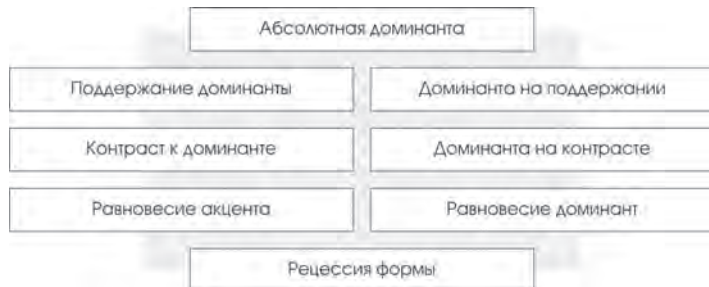 Абсолютная доминанта
Поддержание доминанты
Доминанта на поддержании
Контраст к доминанте
Доминанта на контрасте
Равновесие акцента
Равновесие доминант
Рецессия формы